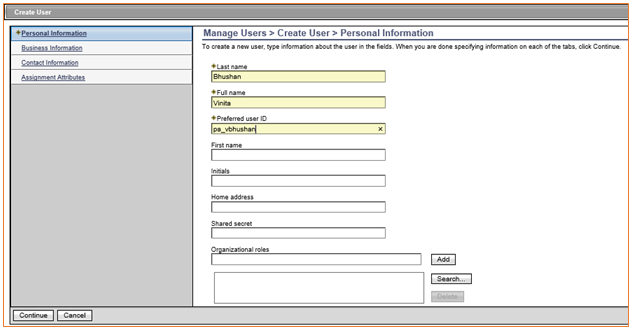 Create User
Personal Information
Business Information
Contact Information
Assignment Attributes
Manage Users > Create User > Personal Information
To create a new user, type information about the user in the fields. When you are done specifying information on each of the tabs, click Continue.
Last name
Bhushan
Full name
Vinita
Preferred user ID
pa_vbhushan
First name
Initials
Home address
Shared secret
Organizational roles
Add
Search...
Delete
Continue Cancel